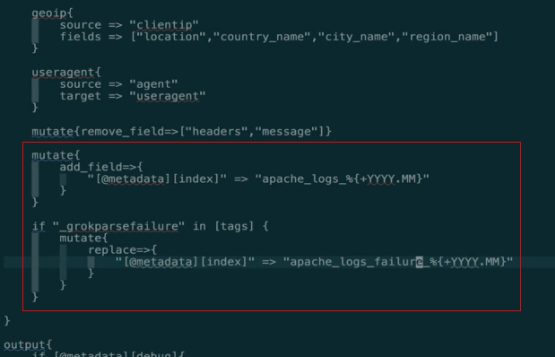 geoip{
source => "clientip"
fields => ["location","country_name","city_name","region_name"]
}
useragent{
source => "agent"
target => "useragent"
}
mutate{remove_field=>["headers","message"]}
mutate{
add_field=>{
"[@metadata][index]" => "apache_logs_%{+YYYY.MM}"
}
}
if "_grokparsefailure" in [tags] {
mutate{
replace=>{
"[@metadata][index]" => "apache_logs_failure_%{+YYYY.MM}"
}
}
}
}
output{
if [@metadata][debug]{